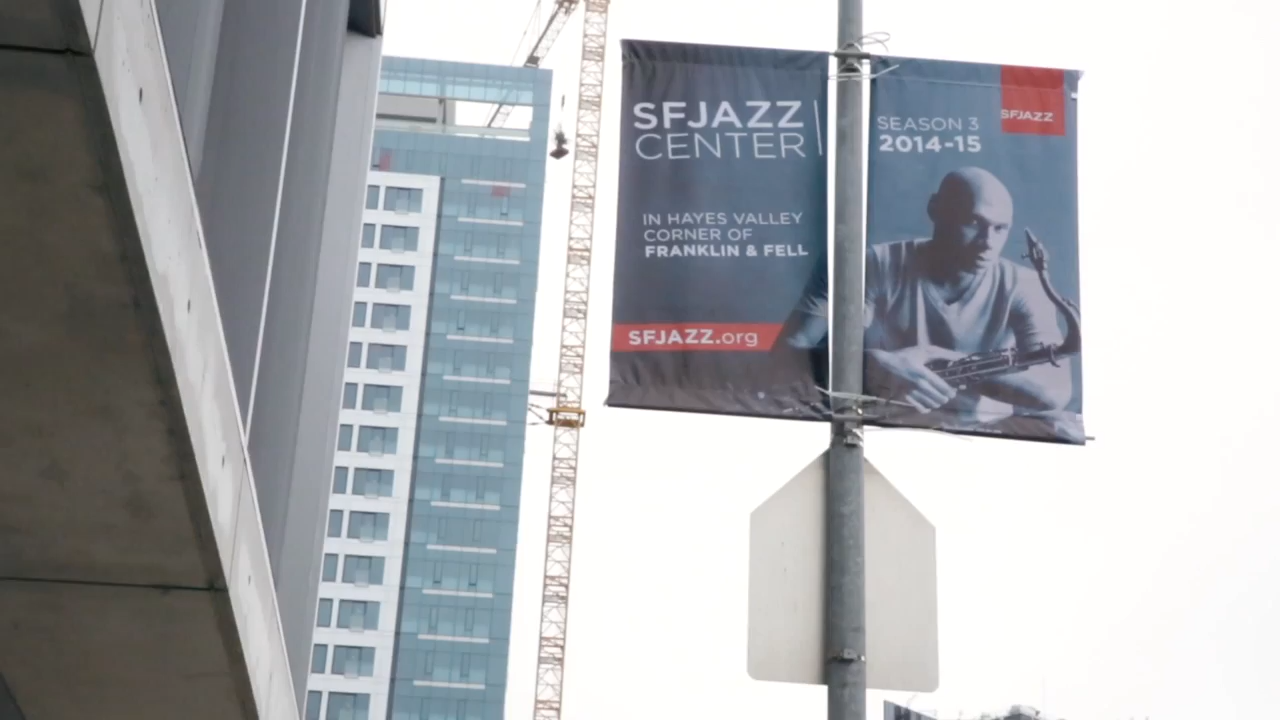 SFJAZZ
CENTER
IN HAYES VALLEY
CORNER OF
FRANKLIN & FELL
SFJAZZ.org
SEASON 3
2014-15
SFJAZZ